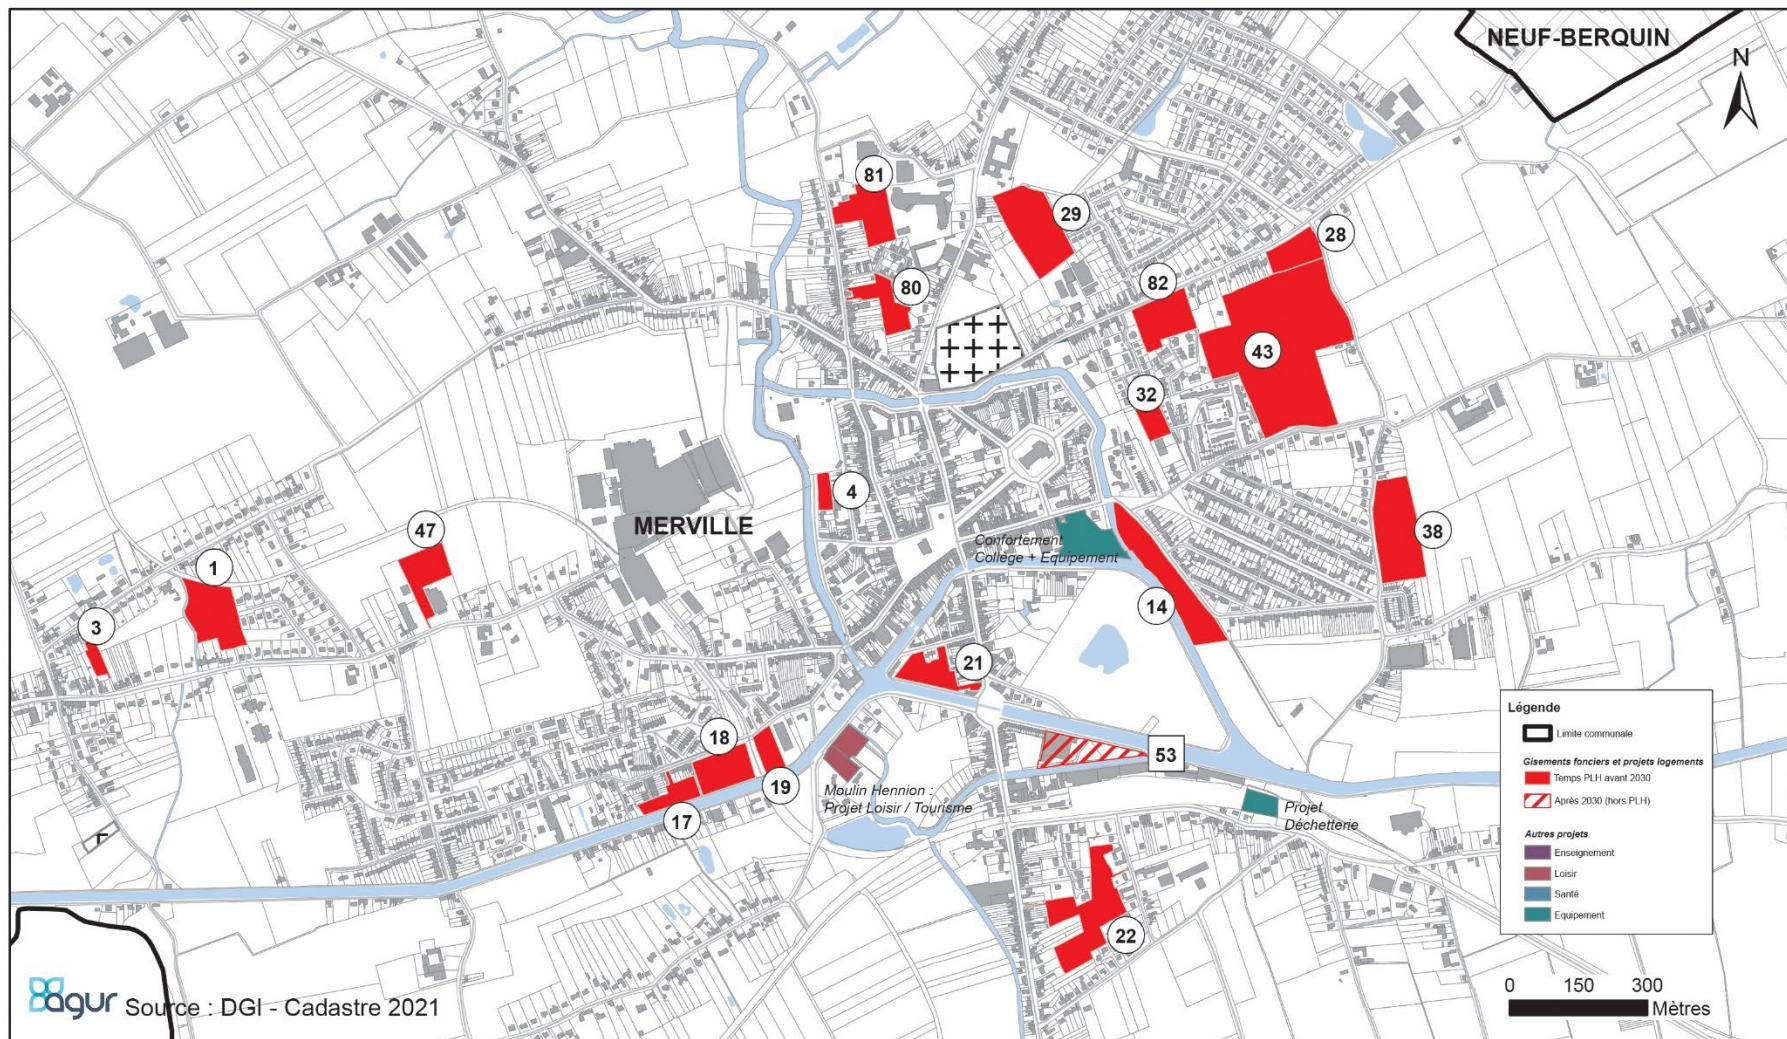 NEUF-BERQUIN
N
81
29
28
80
82
43
32
4
MERVILLE
47
38
1
Confortement
Collège + Equipement
3
14
21
18
53
19
Moulin Hennion :
Projet Loisir / Tourisme
17
Projet
Déchetterie
22
Légende
Limite communale
Gisements fonciers et projets logements
Temps PLH avant 2030
Après 2030 (hors PLH)
Autres projets
Enseignement
Loisir
Santé
Equipement
0 150 300
Mètres
agur Source : DGI - Cadastre 2021